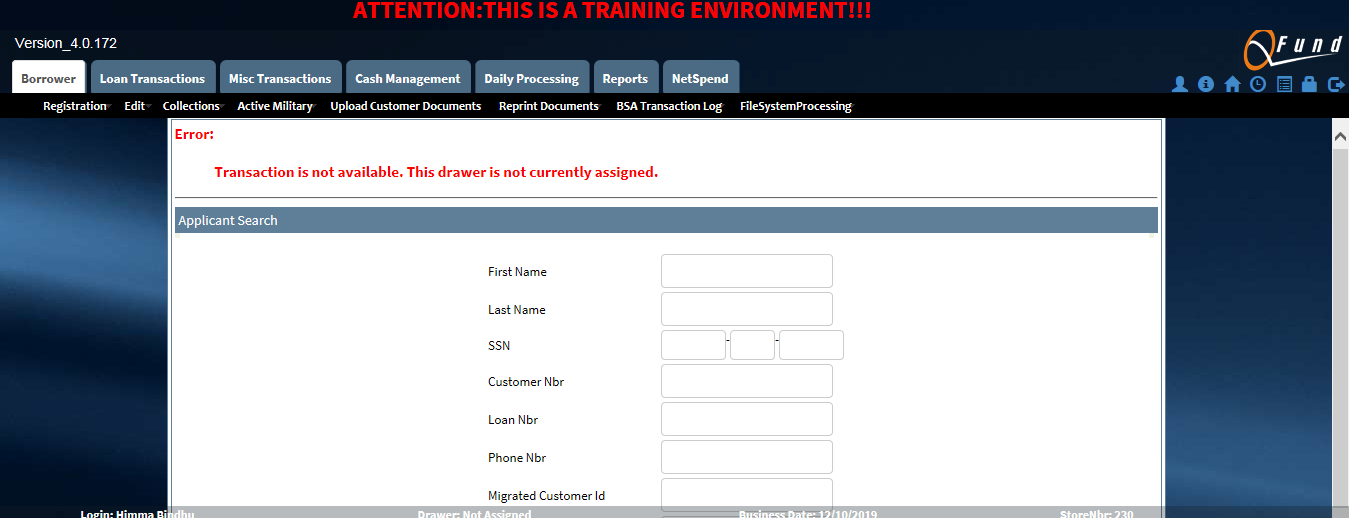 ATTENTION:THIS IS A TRAINING ENVIRONMENT!!!
Version_4.0.172
QFund
Borrower Loan Transactions Misc Transactions Cash Management Daily Processing Reports NetSpend
Registration Edit Collections Active Military Upload Customer Documents Reprint Documents BSA Transaction Log FileSystemProcessing
Error:
Transaction is not available. This drawer is not currently assigned.
Applicant Search
First Name
Last Name
SSN - -
Customer Nbr
Loan Nbr
Phone Nbr
Migrated Customer Id
Login: Himma Bindhu Drawer: Not Assigned Business Date: 12/10/2019 StoreNbr: 230